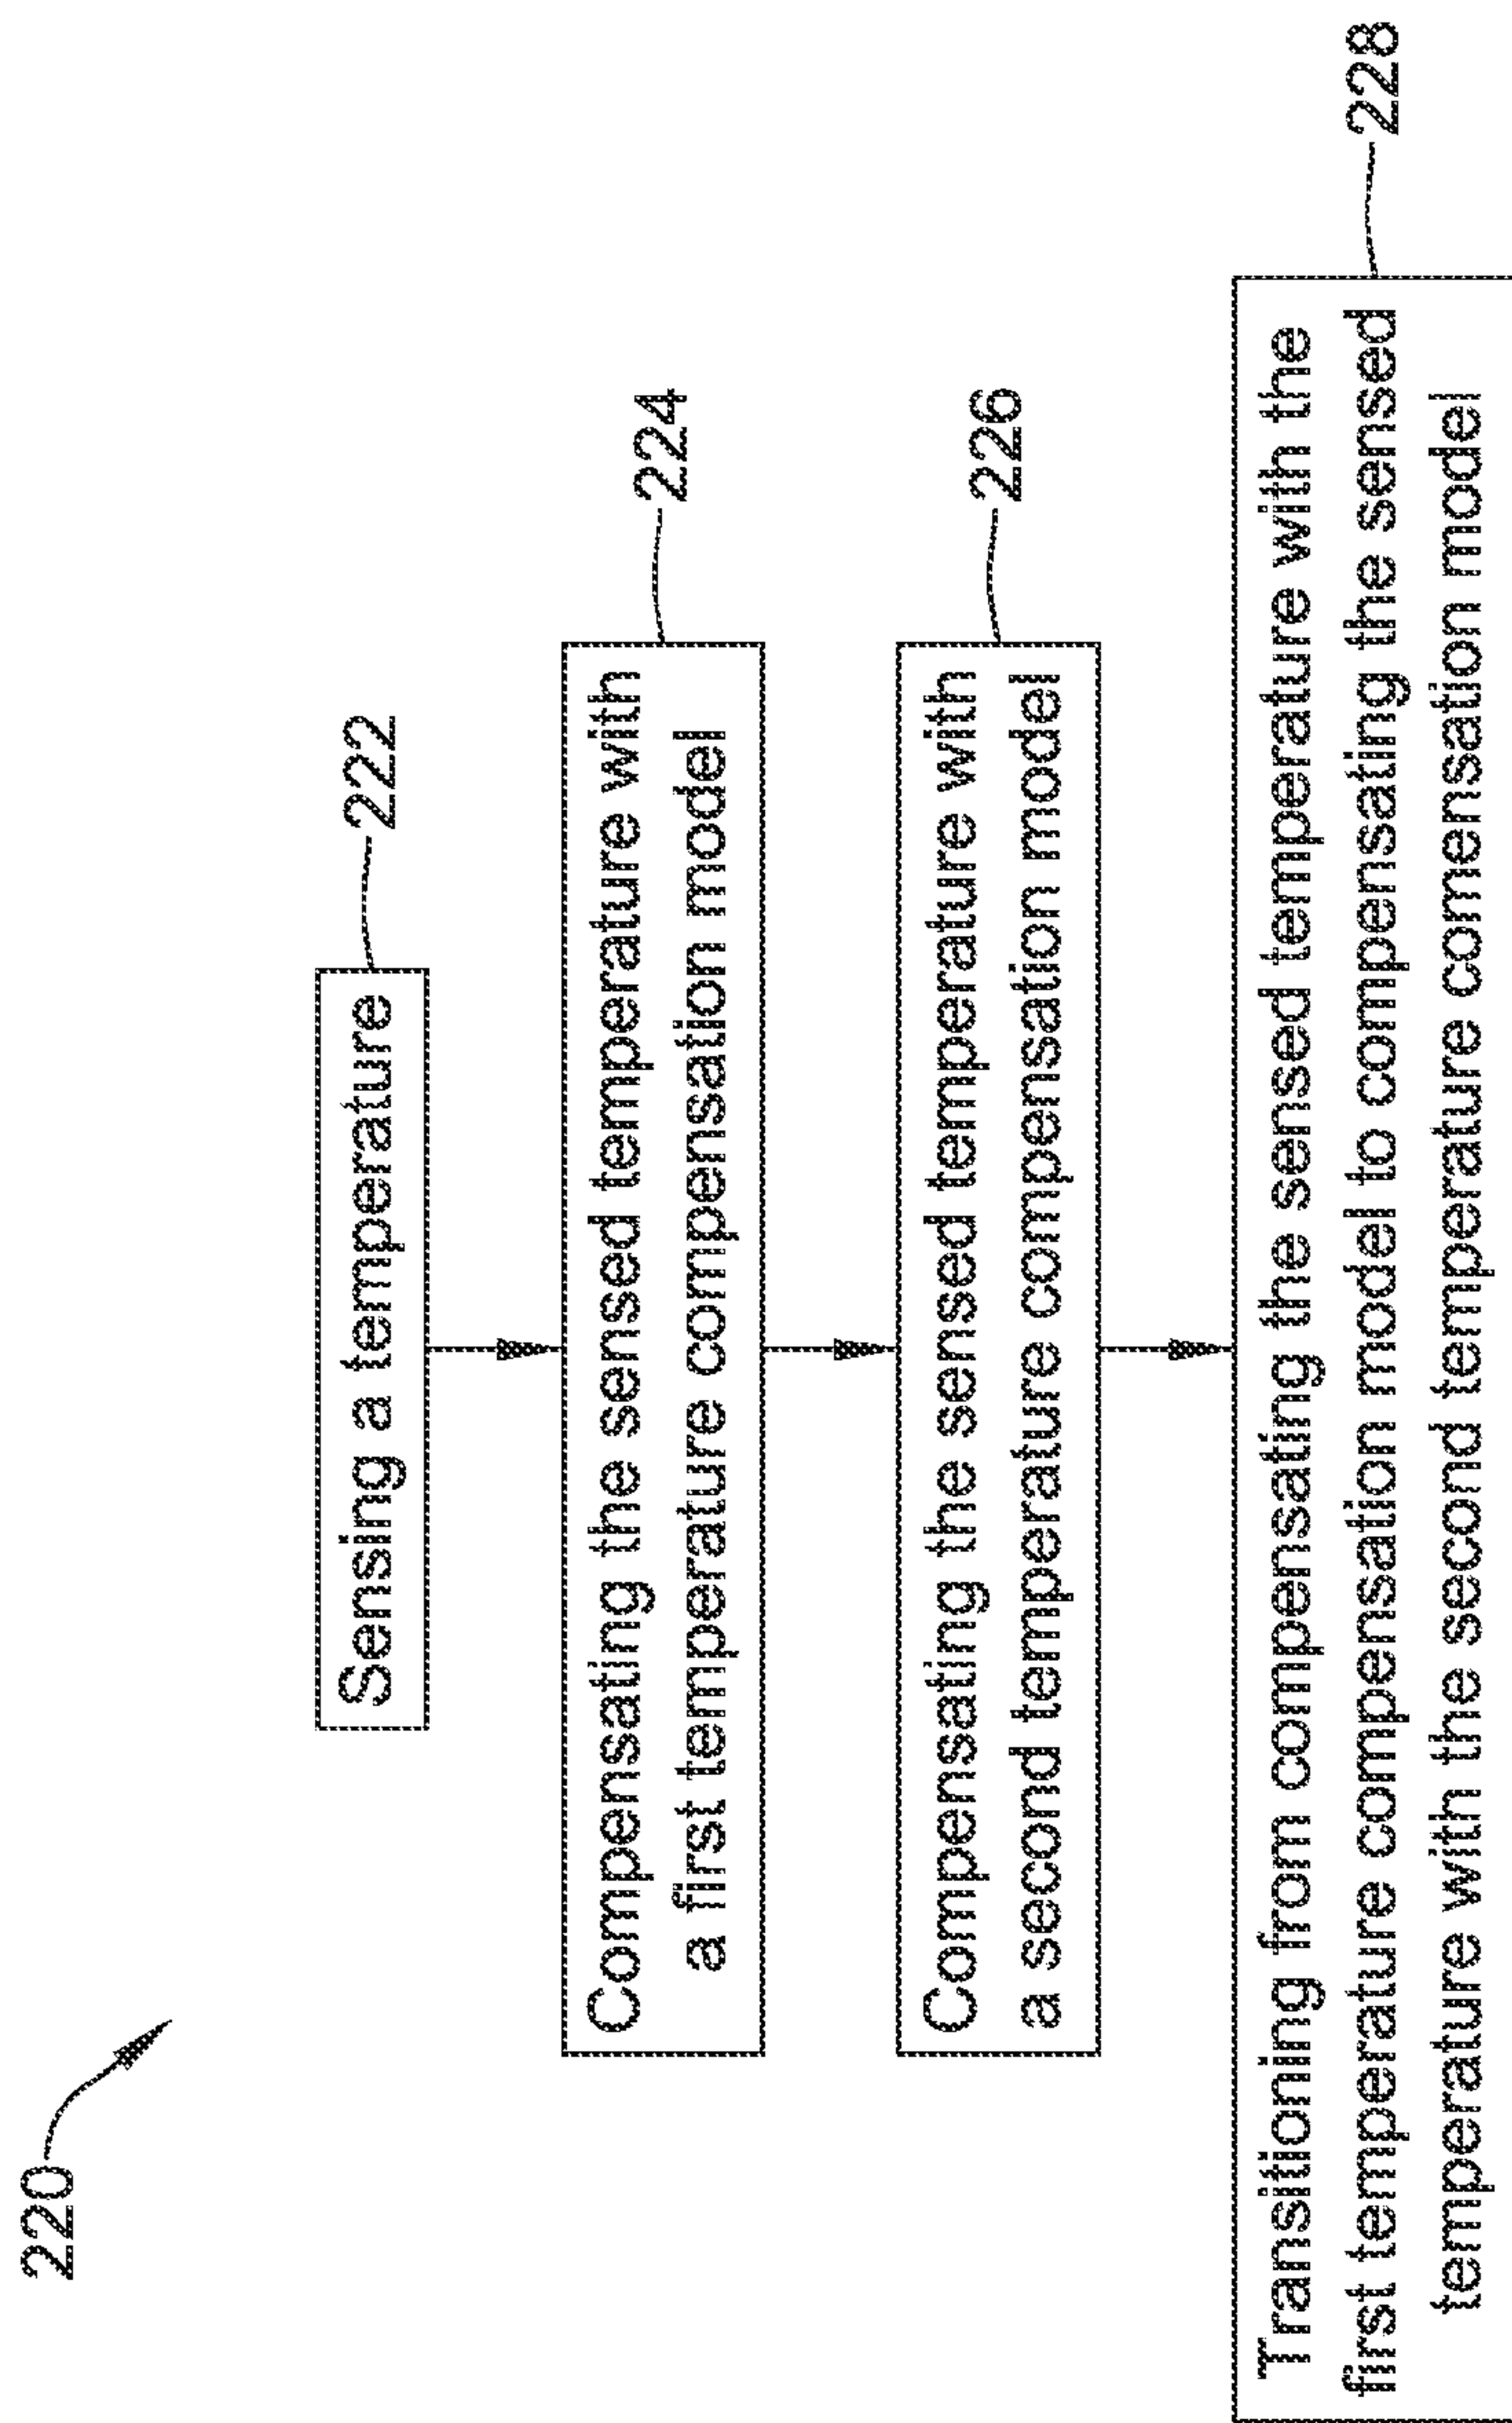 220
Sensing a temperature
222
Compensating the sensed temperature with
a first temperature compensation model
224
Compensating the sensed temperature with
a second temperature compensation model
226
Transitioning from compensating the sensed temperature with the
first temperature compensation model to compensating the sensed
temperature with the second temperature comensation model
228